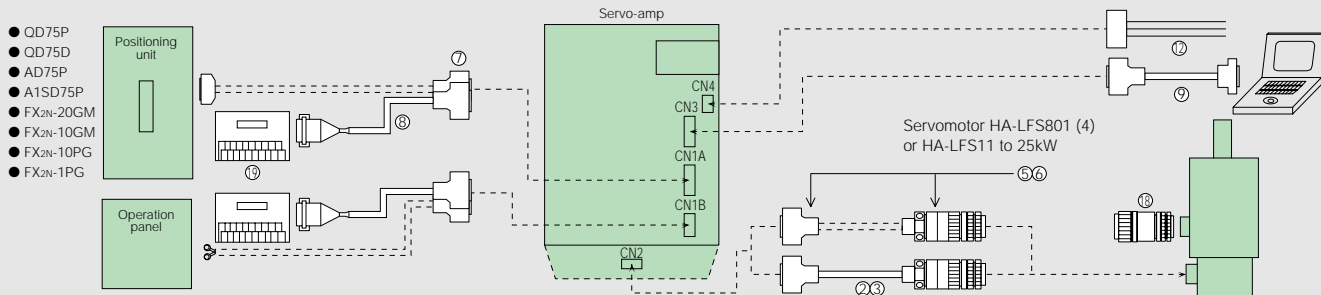 Servo-amp
● QD75P
● QD75D
● AD75P
● A1SD75P
● FX2N-20GM
● FX2N-10GM
● FX2N-10PG
● FX2N-1PG
Positioning
unit
⑦
⑧
⑲
Operation
panel
CN4
CN3
CN1A
CN1B
CN2
⑫
⑨
Servomotor HA-LFS801 (4)
or HA-LFS11 to 25kW
⑤⑥
⑱
②③